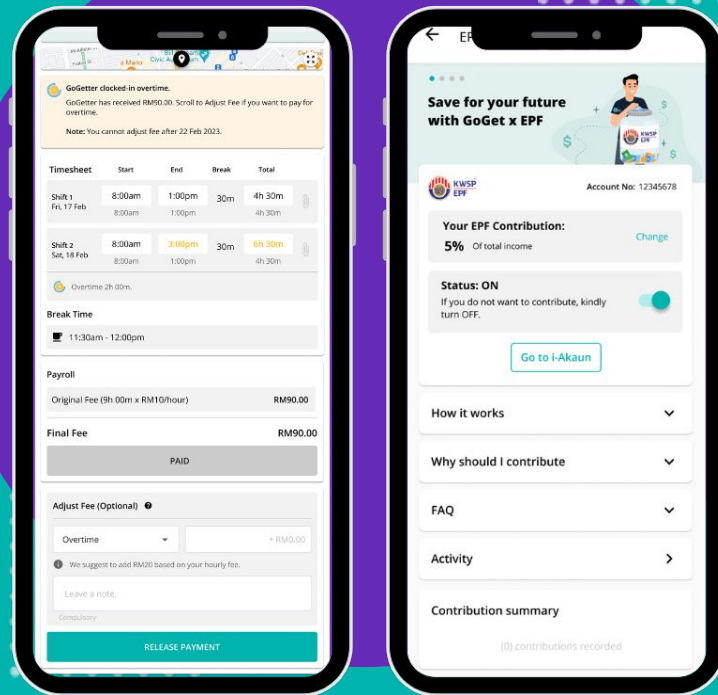 a Mario
Civic Au
GoGetter clocked-in overtime.
GoGetter has received RM90.00. Scroll to Adjust Fee if you want to pay for
overtime.
Note: You cannot adjust fee after 22 Feb
2023.
Timesheet Start End Break Total
Shift 1
Fri, 17 Feb
8:00am 1:00pm 30m 4h 30m
8:00am 1:00pm 4h 30m
Shift 2
Sat, 18 Feb
8:00am 3:00pm 30m 6h 30m
8:00am 1:00pm 4h 30m
Overtime 2h 00m.
Break Time
11:30am - 12:00pm
Payroll
Original Fee (9h 00m x RM10/hour) RM90.00
Final Fee RM90.00
PAID
Adjust Fee (Optional) ?
Overtime + RM0.00
We suggest to add RM20 based on your hourly fee.
Leave a note.
Compulsory
RELEASE PAYMENT
Save for your future
with GoGet x EPF
KWSP
EPF
$
$
$
KWSP
EPF
Account No: 12345678
Your EPF Contribution:
5% Of total income
Change
Status: ON
If you do not want to contribute, kindly
turn OFF.
Go to i-Akaun
How it works
Why should I contribute
FAQ
Activity
Contribution summary
(0) contributions recorded